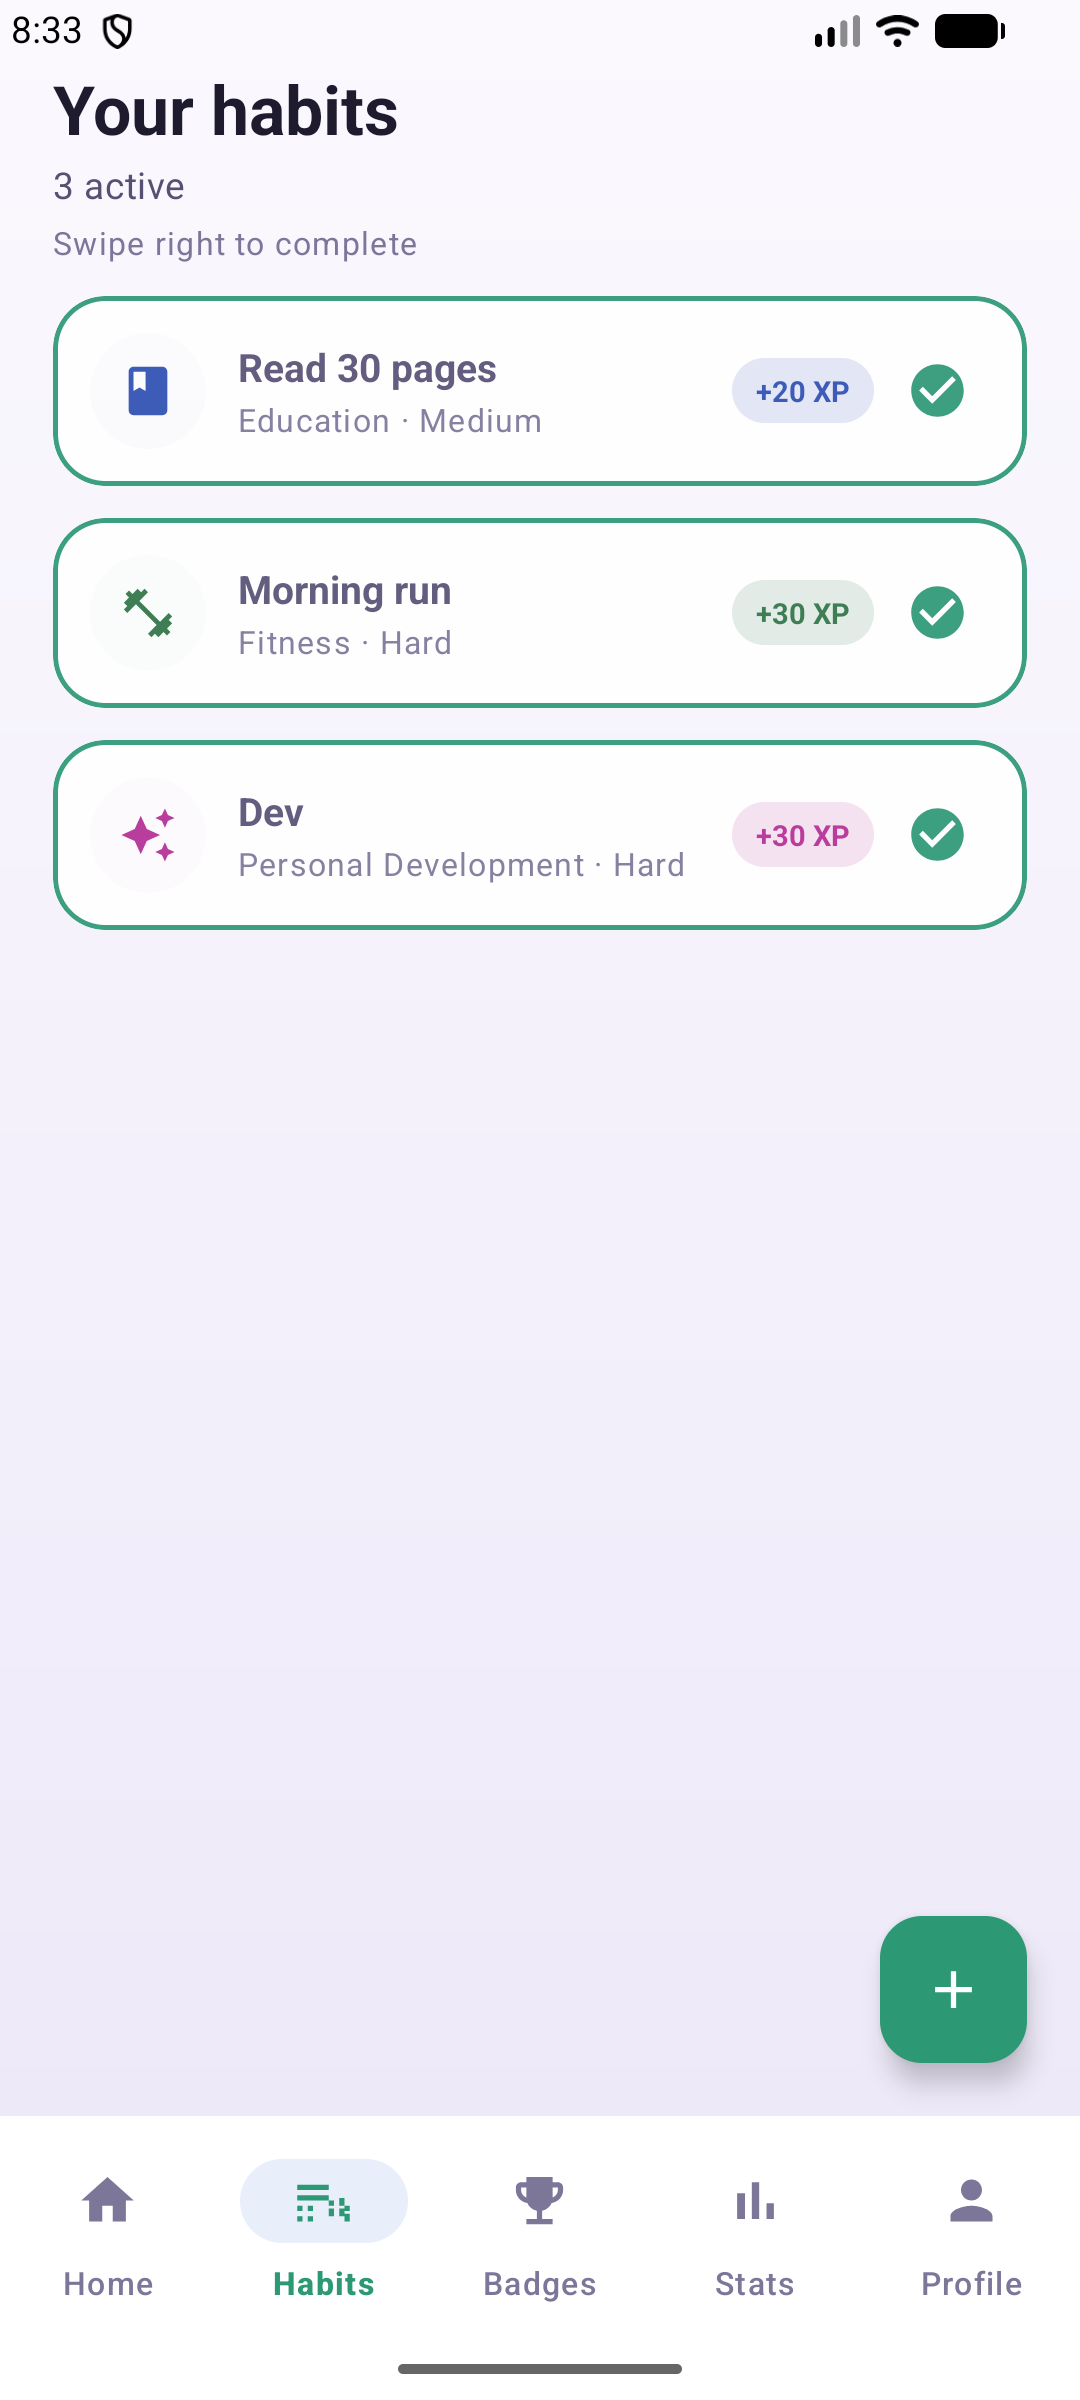 8:33
Your habits
3 active
Swipe right to complete
Read 30 pages
Education · Medium
+20 XP
Morning run
Fitness · Hard
+30 XP
Dev
Personal Development · Hard
+30 XP
Home
Habits
Badges
Stats
Profile